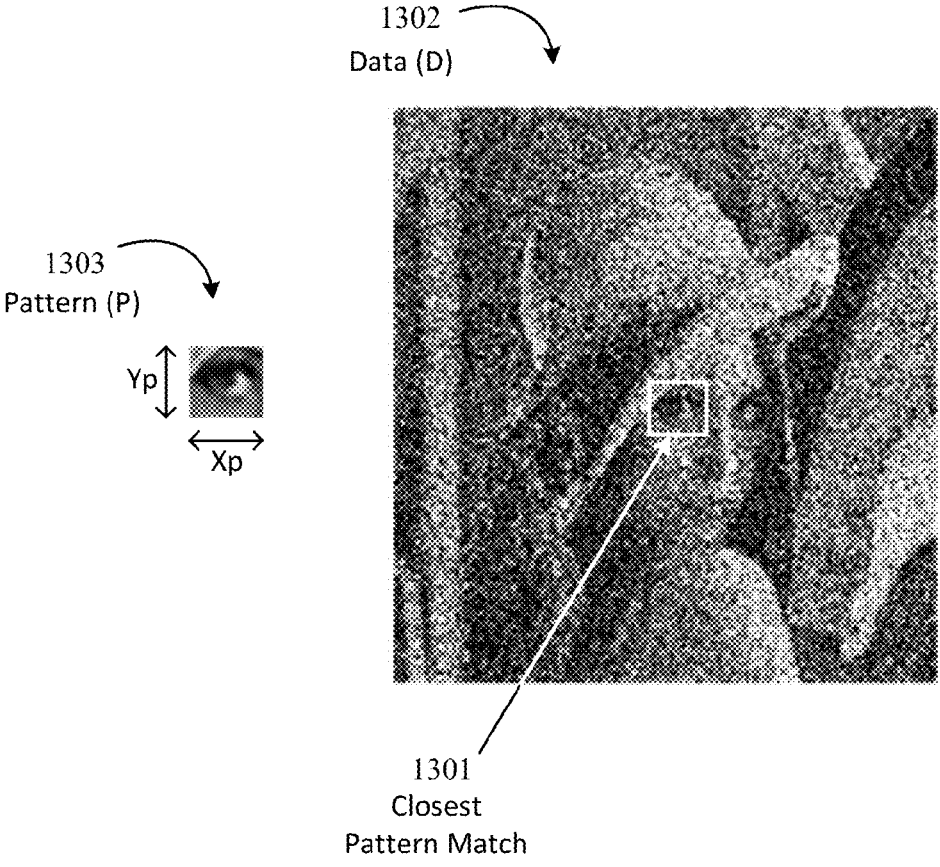 1302
Data (D)
1303
Pattern (P)
Yp
Xp
1301
Closest
Pattern Match